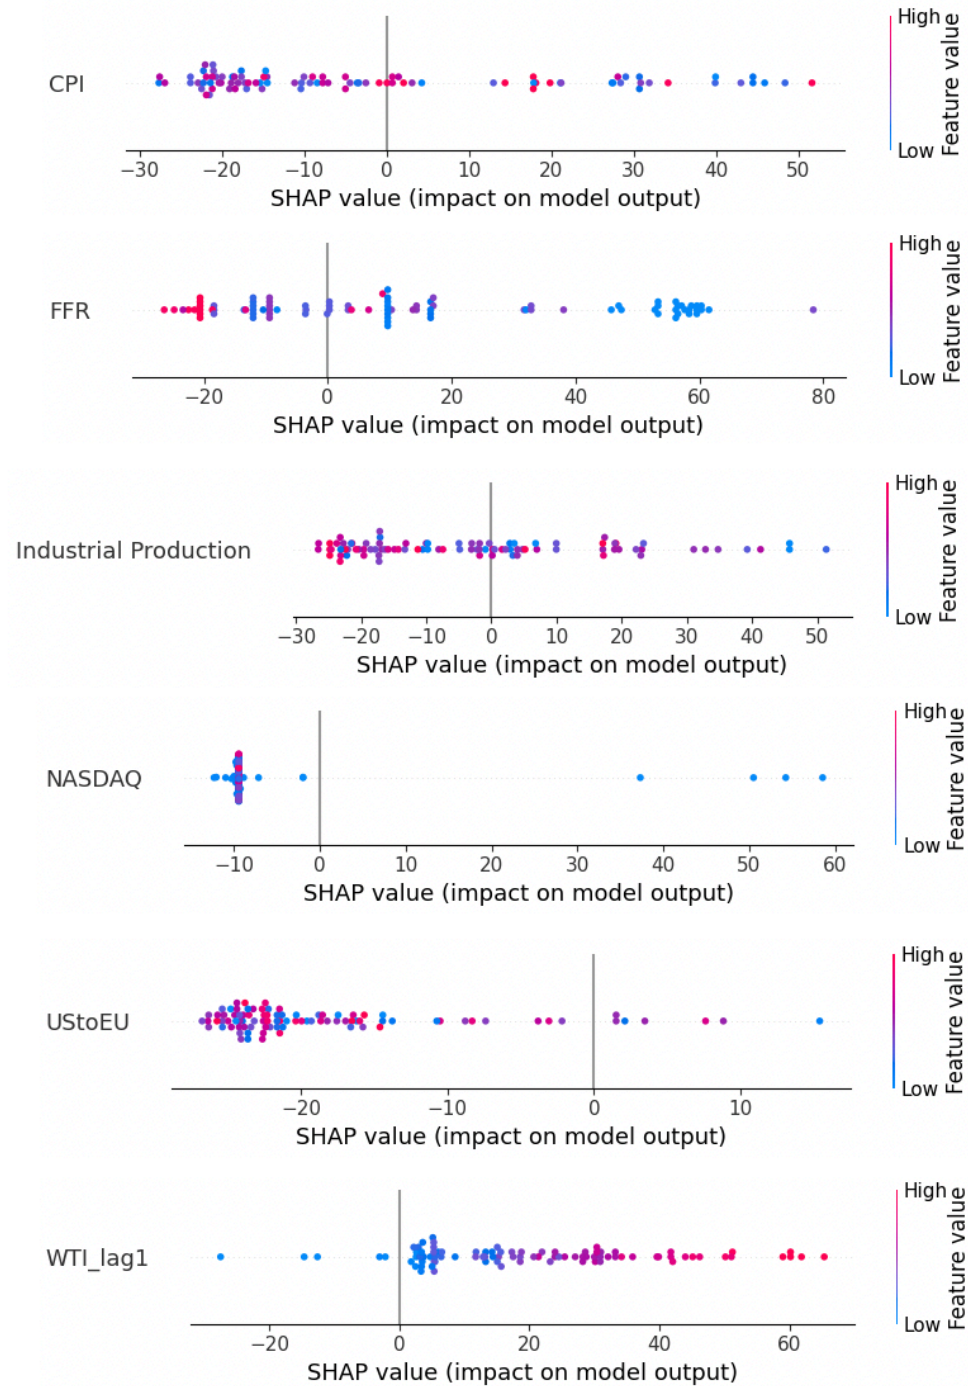 High
CPI
Low
Feature value
−30 −20 −10 0 10 20 30 40 50
SHAP value (impact on model output)
High
FFR
Low
Feature value
−20 0 20 40 60 80
SHAP value (impact on model output)
High
Industrial Production
Low
Feature value
−30 −20 −10 0 10 20 30 40 50
SHAP value (impact on model output)
High
NASDAQ
Low
Feature value
−10 0 10 20 30 40 50 60
SHAP value (impact on model output)
High
UStoEU
Low
Feature value
−20 −10 0 10
SHAP value (impact on model output)
High
WTI_lag1
Low
Feature value
−20 0 20 40 60
SHAP value (impact on model output)